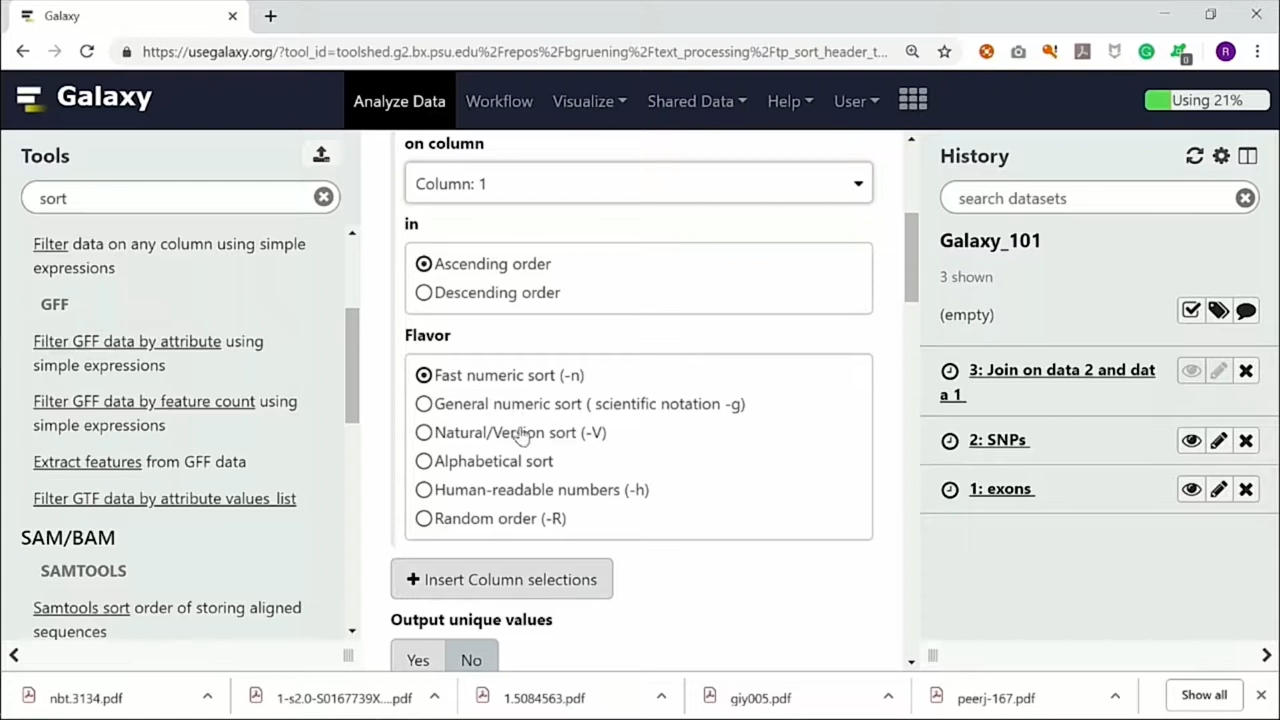 Galaxy
https://usegalaxy.org/?tool_id=toolshed.g2.bx.psu.edu%2Frepos%2Fbgruening%2Ftext_processing%2Ftp_sort_header_t...
0
R
Galaxy
Analyze Data
Workflow
Visualize
Shared Data
Help
User
Using 21%
Tools
sort
Filter data on any column using simple
expressions
GFF
Filter GFF data by attribute using
simple expressions
Filter GFF data by feature count using
simple expressions
Extract features from GFF data
Filter GTF data by attribute values_list
SAM/BAM
SAMTOOLS
Samtools sort order of storing aligned
sequences
on column
Column: 1
in
Ascending order
Descending order
Flavor
Fast numeric sort (-n)
General numeric sort ( scientific notation -g)
Natural/Version sort (-V)
Alphabetical sort
Human-readable numbers (-h)
Random order (-R)
+ Insert Column selections
Output unique values
Yes
No
History
search datasets
Galaxy_101
3 shown
(empty)
3: Join on data 2 and dat
a 1
2: SNPs
1: exons
nbt.3134.pdf
1-s2.0-S0167739X....pdf
1.5084563.pdf
giy005.pdf
peerj-167.pdf
Show all